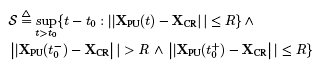 𝒮 ≜ sup_{t>t₀} {t − t₀ : ||X_PU(t) − X_CR|| ≤ R} ∧
||X_PU(t₀⁻) − X_CR|| > R ∧ ||X_PU(t₀⁺) − X_CR|| ≤ R}